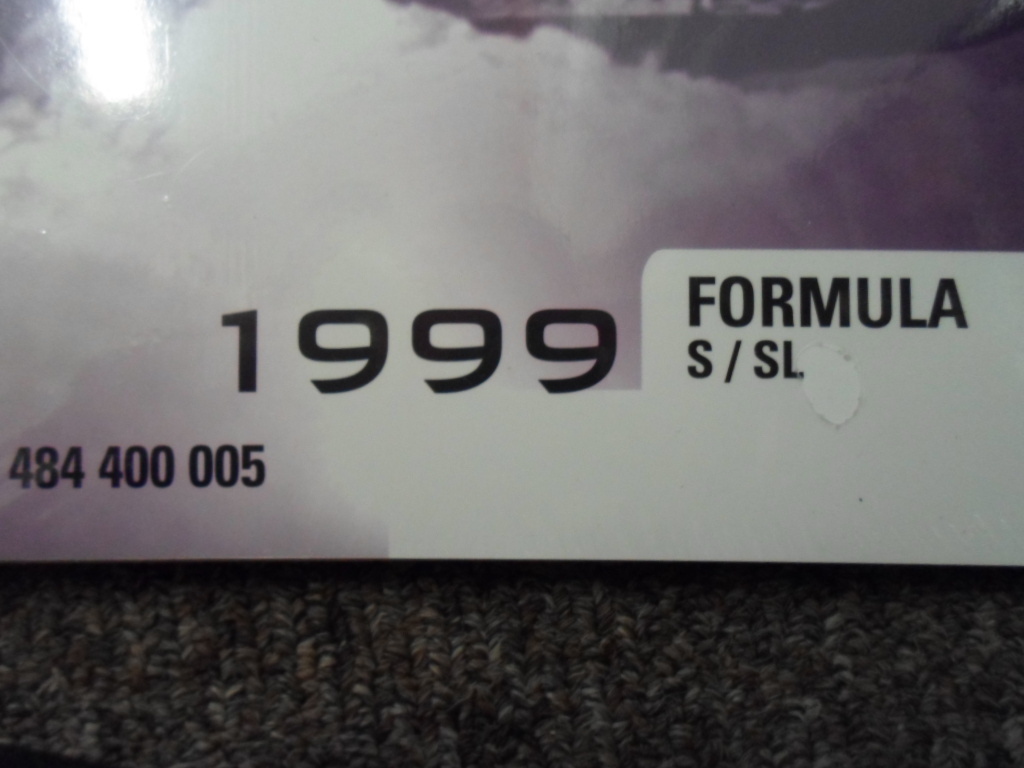 1999
FORMULA
S / SL
484 400 005